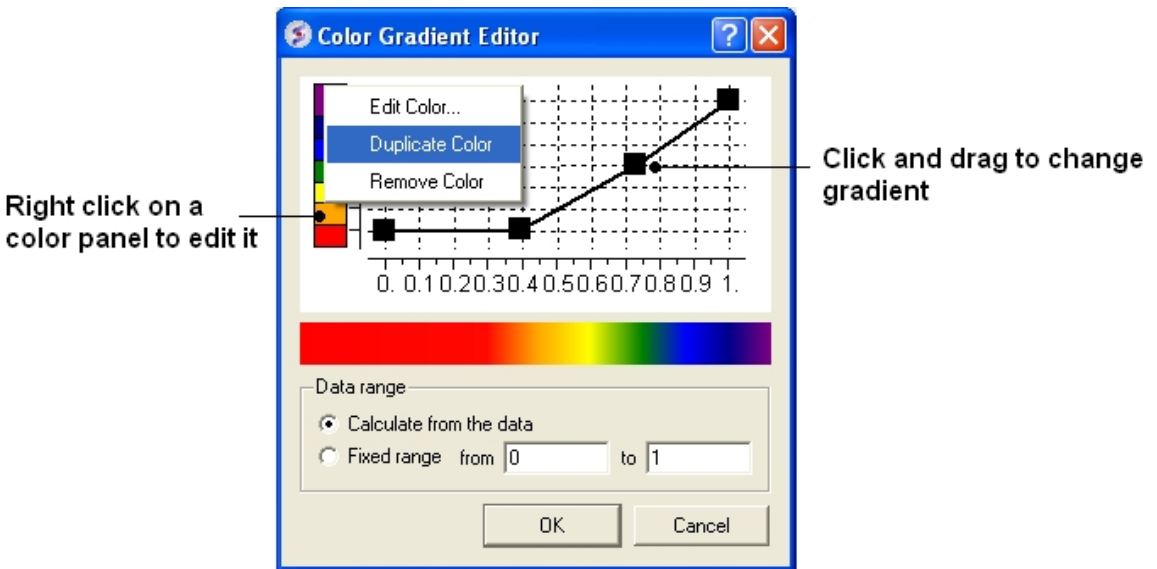 Color Gradient Editor
Edit Color...
Duplicate Color
Remove Color
Click and drag to change
gradient
Right click on a
color panel to edit it
0. 0.1 0.2 0.3 0.4 0.5 0.6 0.7 0.8 0.9 1.
Data range
Calculate from the data
Fixed range from 0 to 1
OK Cancel